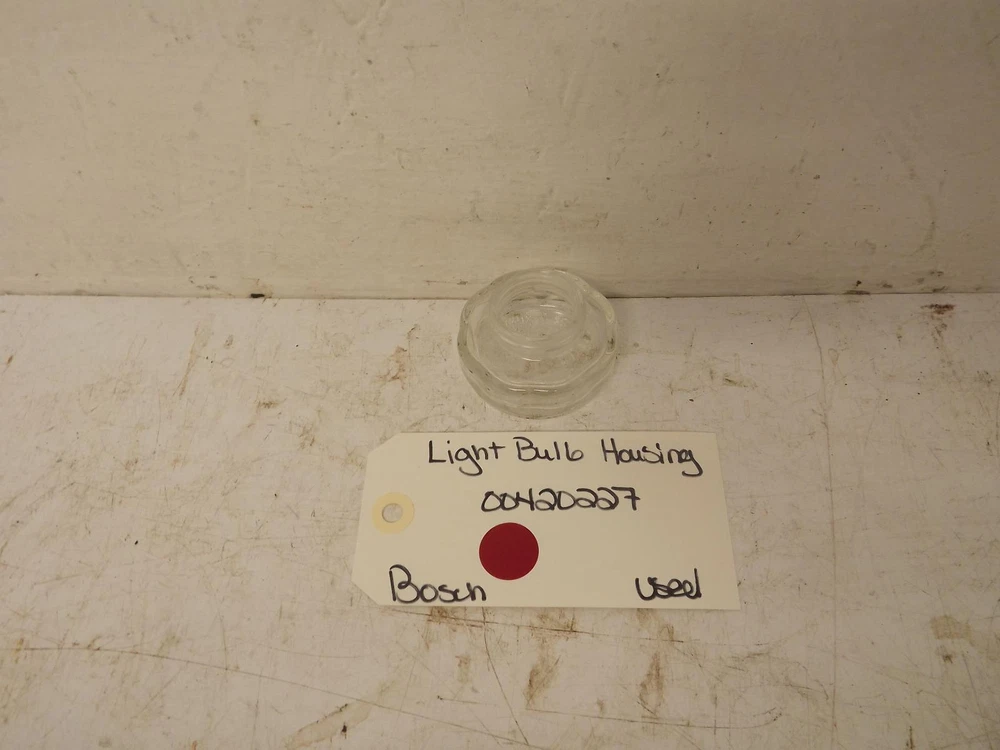 Light Bulb Housing
00420227
Bosch
Used